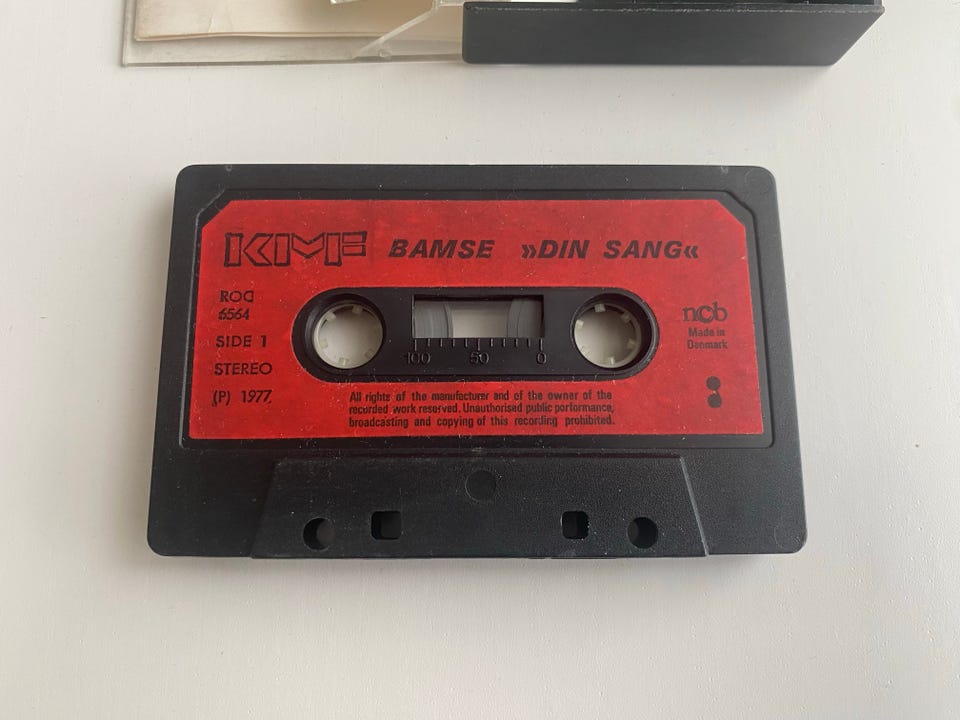 KMF BAMSE »DIN SANG«
ROC
6564
SIDE 1
STEREO
(P) 1977
100 50 0
ncb
Made in
Denmark
All rights of the manufacturer and of the owner of the
recorded work reserved. Unauthorised public performance,
broadcasting and copying of this recording prohibited.